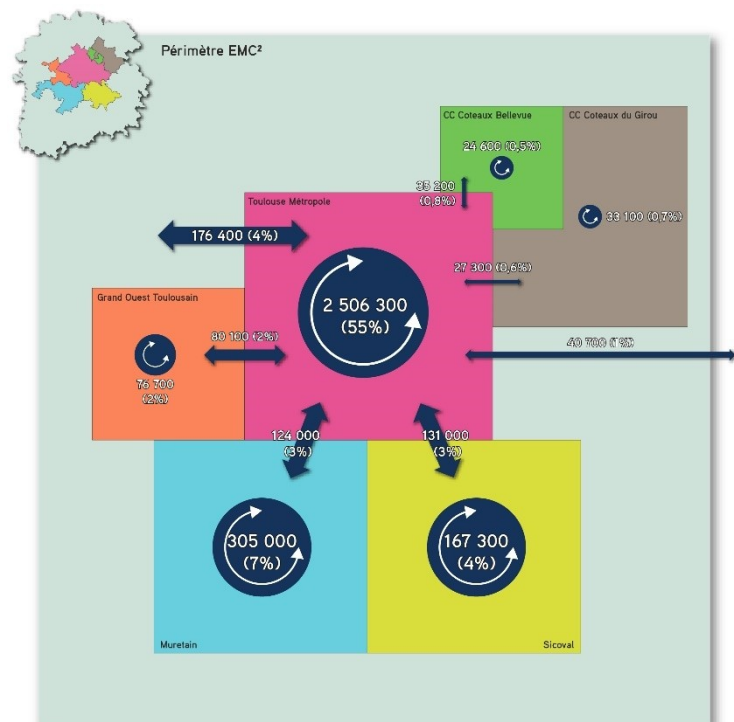 Périmètre EMC²
CC Coteaux Bellevue
CC Coteaux du Girou
24 600 (0,5%)
35 200
(0,8%)
Toulouse Métropole
33 100 (0,7%)
176 400 (4%)
27 300 (0,6%)
Grand Ouest Toulousain
2 506 300
(55%)
80 100 (2%)
40 700 (1%)
76 700
(2%)
124 000
(3%)
131 000
(3%)
305 000
(7%)
167 300
(4%)
Muretain
Sicoval